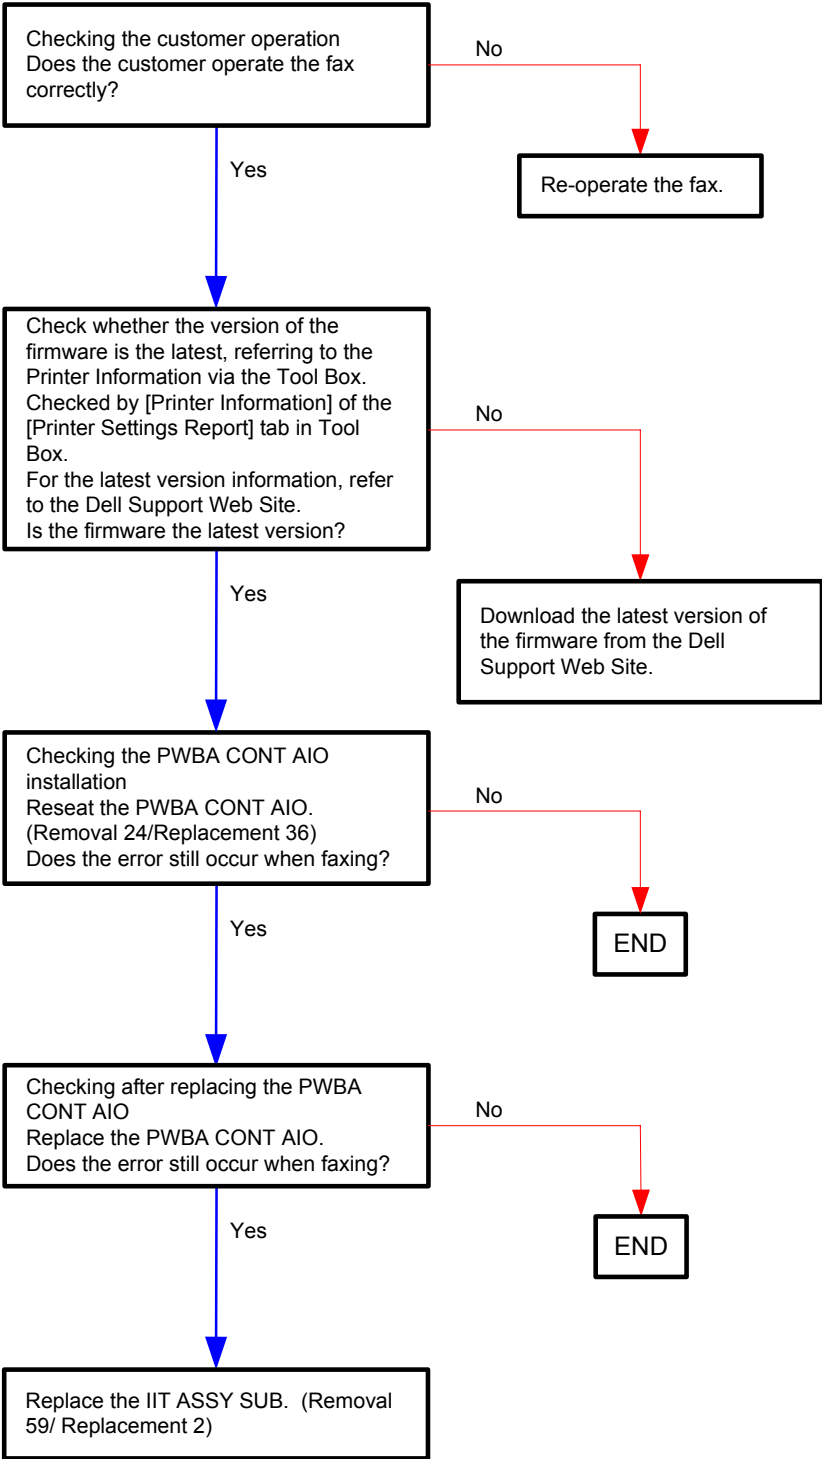 Checking the customer operation
Does the customer operate the fax
correctly?
No
Yes
Re-operate the fax.
Check whether the version of the
firmware is the latest, referring to the
Printer Information via the Tool Box.
Checked by [Printer Information] of the
[Printer Settings Report] tab in Tool
Box.
For the latest version information, refer
to the Dell Support Web Site.
Is the firmware the latest version?
No
Yes
Download the latest version of
the firmware from the Dell
Support Web Site.
Checking the PWBA CONT AIO
installation
Reseat the PWBA CONT AIO.
(Removal 24/Replacement 36)
Does the error still occur when faxing?
No
Yes
END
Checking after replacing the PWBA
CONT AIO
Replace the PWBA CONT AIO.
Does the error still occur when faxing?
No
Yes
END
Replace the IIT ASSY SUB.  (Removal
59/ Replacement 2)